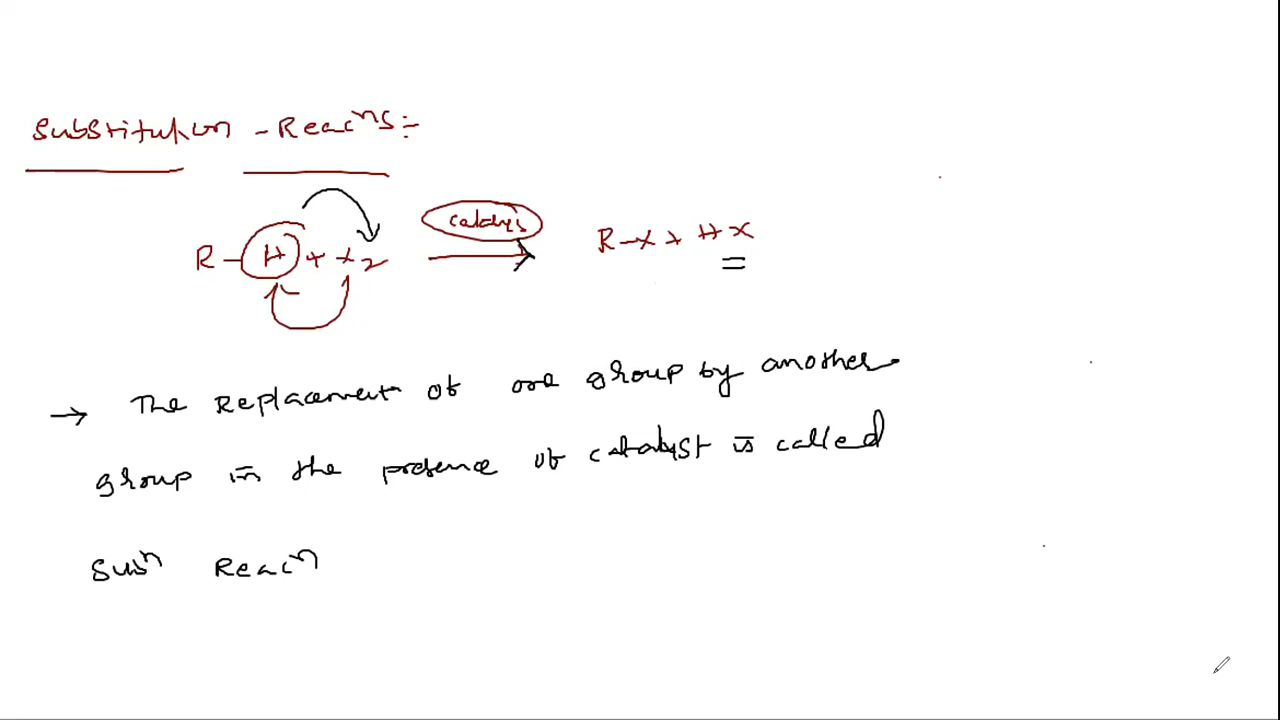 Substitution - Reacⁿs :-
catalyst
R - H + X2 → R-X + HX
→ The Replacement of one group by another
group in the presence of catalyst is called
Subⁿ Reacⁿ